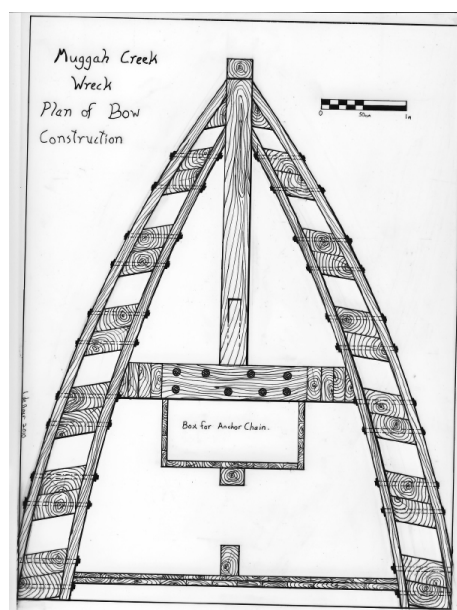 Muggah Creek
Wreck
Plan of Bow
Construction
0 50cm 1m
Box for Anchor Chain.